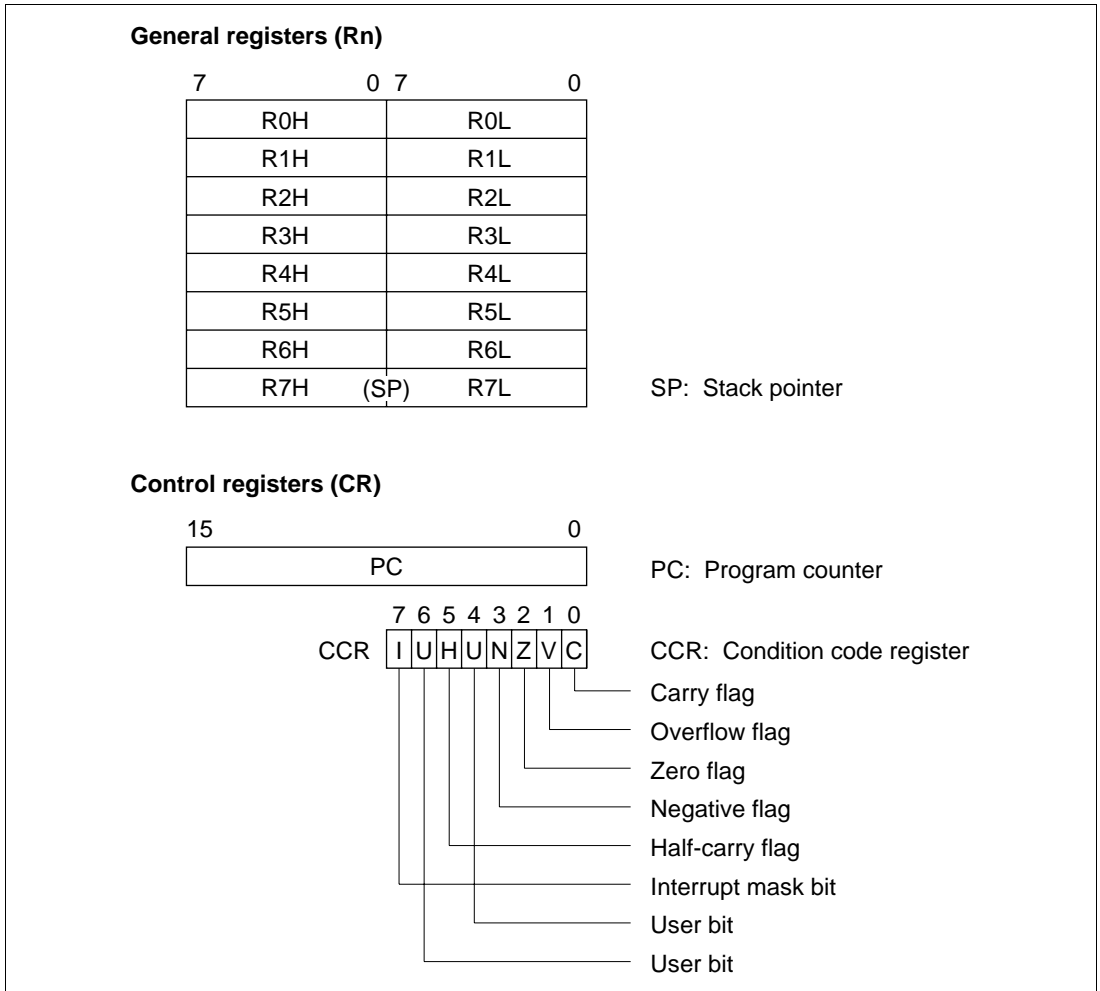 General registers (Rn)
7 0 7 0
R0H R0L
R1H R1L
R2H R2L
R3H R3L
R4H R4L
R5H R5L
R6H R6L
R7H (SP) R7L SP: Stack pointer
Control registers (CR)
15 0
PC PC: Program counter
7 6 5 4 3 2 1 0
CCR I U H U N Z V C CCR: Condition code register
Carry flag
Overflow flag
Zero flag
Negative flag
Half-carry flag
Interrupt mask bit
User bit
User bit